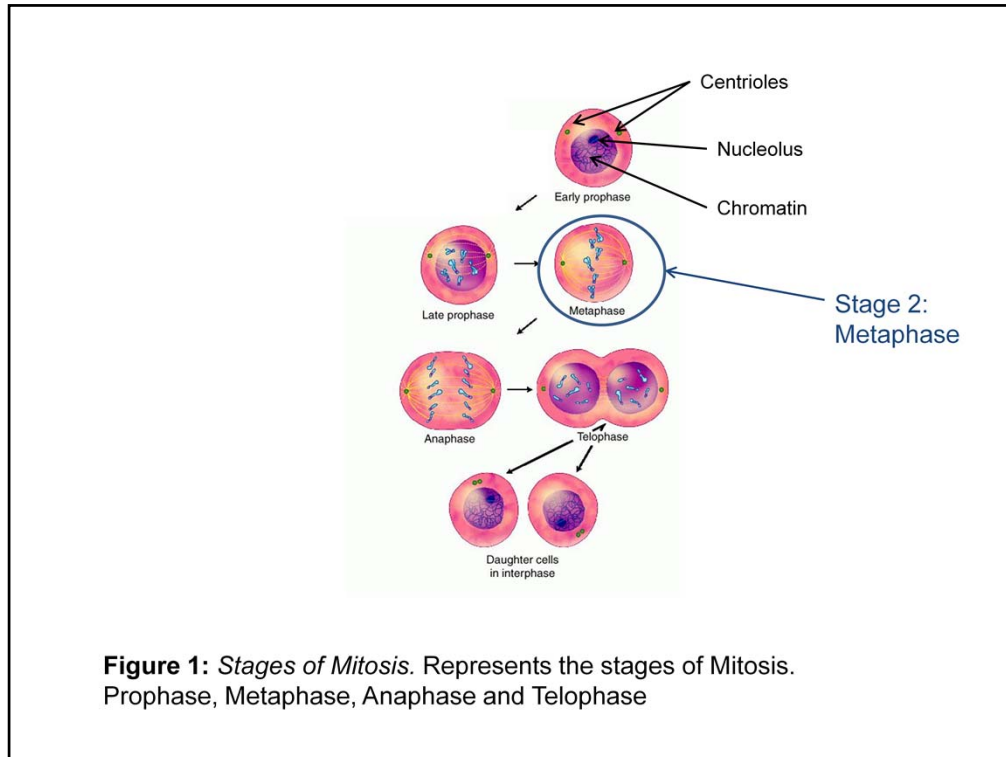 Centrioles
Nucleolus
Chromatin
Early prophase
Late prophase
Metaphase
Stage 2:
Metaphase
Anaphase
Telophase
Daughter cells
in interphase
Figure 1: Stages of Mitosis. Represents the stages of Mitosis.
Prophase, Metaphase, Anaphase and Telophase